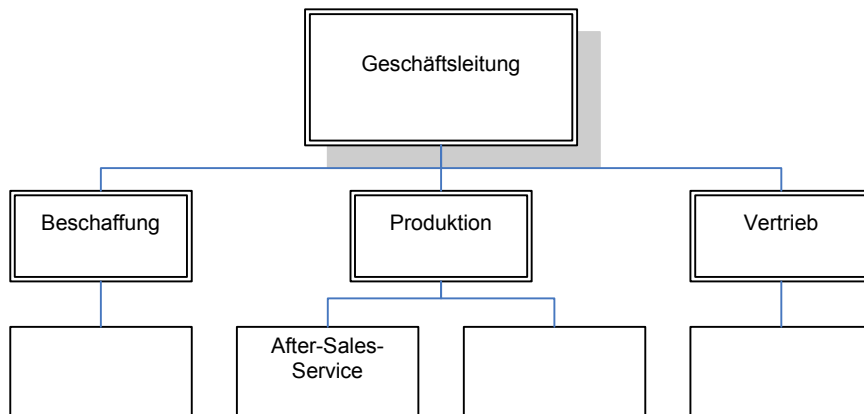 Geschäftsleitung
Beschaffung
Produktion
Vertrieb
After-Sales-
Service